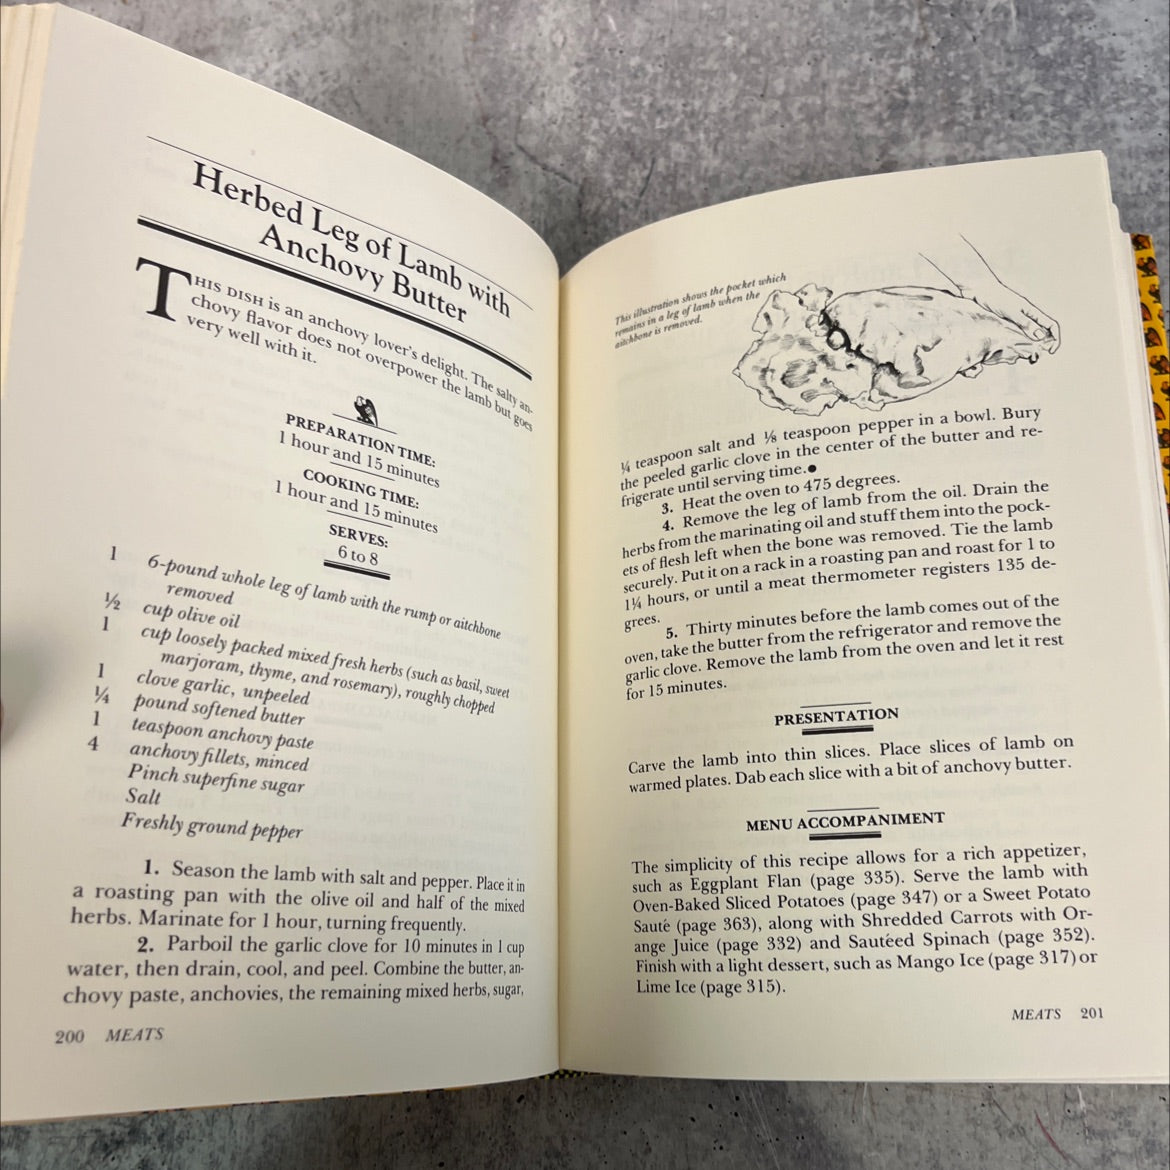 Herbed Leg of Lamb with
Anchovy Butter
THIS DISH is an anchovy lover's delight. The salty an-
chovy flavor does not overpower the lamb but goes
very well with it.
PREPARATION TIME:
1 hour and 15 minutes
COOKING TIME:
1 hour and 15 minutes
SERVES:
6 to 8
1 6-pound whole leg of lamb with the rump or aitchbone
removed
½ cup olive oil
1 cup loosely packed mixed fresh herbs (such as basil, sweet
marjoram, thyme, and rosemary), roughly chopped
1 clove garlic, unpeeled
¼ pound softened butter
1 teaspoon anchovy paste
4 anchovy fillets, minced
Pinch superfine sugar
Salt
Freshly ground pepper
1. Season the lamb with salt and pepper. Place it in
a roasting pan with the olive oil and half of the mixed
herbs. Marinate for 1 hour, turning frequently.
2. Parboil the garlic clove for 10 minutes in 1 cup
water, then drain, cool, and peel. Combine the butter, an-
chovy paste, anchovies, the remaining mixed herbs, sugar,
200 MEATS
This illustration shows the pocket which
remains in a leg of lamb when the
aitchbone is removed.
¼ teaspoon salt and ⅛ teaspoon pepper in a bowl. Bury
the peeled garlic clove in the center of the butter and re-
frigerate until serving time.●
3. Heat the oven to 475 degrees.
4. Remove the leg of lamb from the oil. Drain the
herbs from the marinating oil and stuff them into the pock-
ets of flesh left when the bone was removed. Tie the lamb
securely. Put it on a rack in a roasting pan and roast for 1 to
1¼ hours, or until a meat thermometer registers 135 de-
grees.
5. Thirty minutes before the lamb comes out of the
oven, take the butter from the refrigerator and remove the
garlic clove. Remove the lamb from the oven and let it rest
for 15 minutes.
PRESENTATION
Carve the lamb into thin slices. Place slices of lamb on
warmed plates. Dab each slice with a bit of anchovy butter.
MENU ACCOMPANIMENT
The simplicity of this recipe allows for a rich appetizer,
such as Eggplant Flan (page 335). Serve the lamb with
Oven-Baked Sliced Potatoes (page 347) or a Sweet Potato
Sauté (page 363), along with Shredded Carrots with Or-
ange Juice (page 332) and Sautéed Spinach (page 352).
Finish with a light dessert, such as Mango Ice (page 317) or
Lime Ice (page 315).
MEATS 201